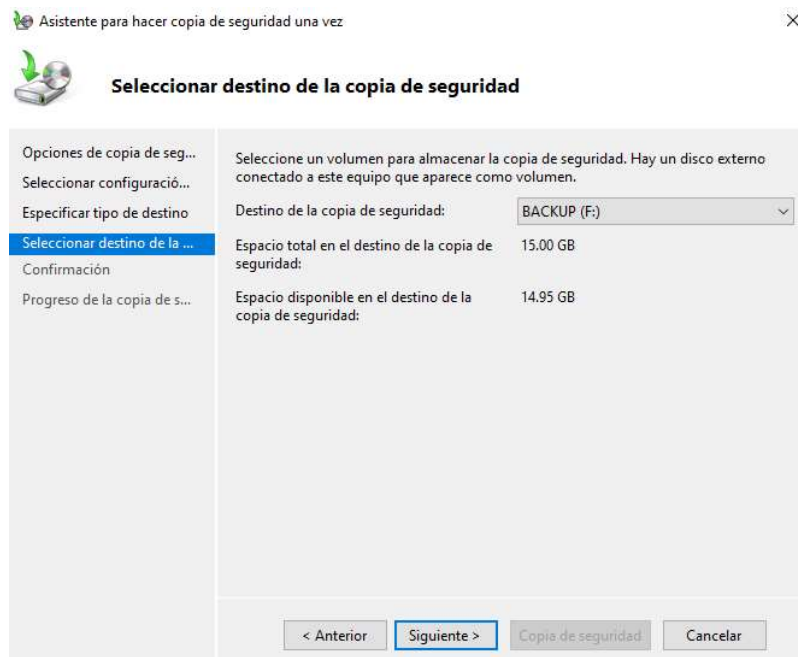 Asistente para hacer copia de seguridad una vez
Seleccionar destino de la copia de seguridad
Opciones de copia de seg...
Seleccionar configuració...
Especificar tipo de destino
Seleccionar destino de la ...
Confirmación
Progreso de la copia de s...
Seleccione un volumen para almacenar la copia de seguridad. Hay un disco externo
conectado a este equipo que aparece como volumen.
Destino de la copia de seguridad: BACKUP (F:)
Espacio total en el destino de la copia de 15.00 GB
seguridad:
Espacio disponible en el destino de la 14.95 GB
copia de seguridad:
< Anterior Siguiente > Copia de seguridad Cancelar